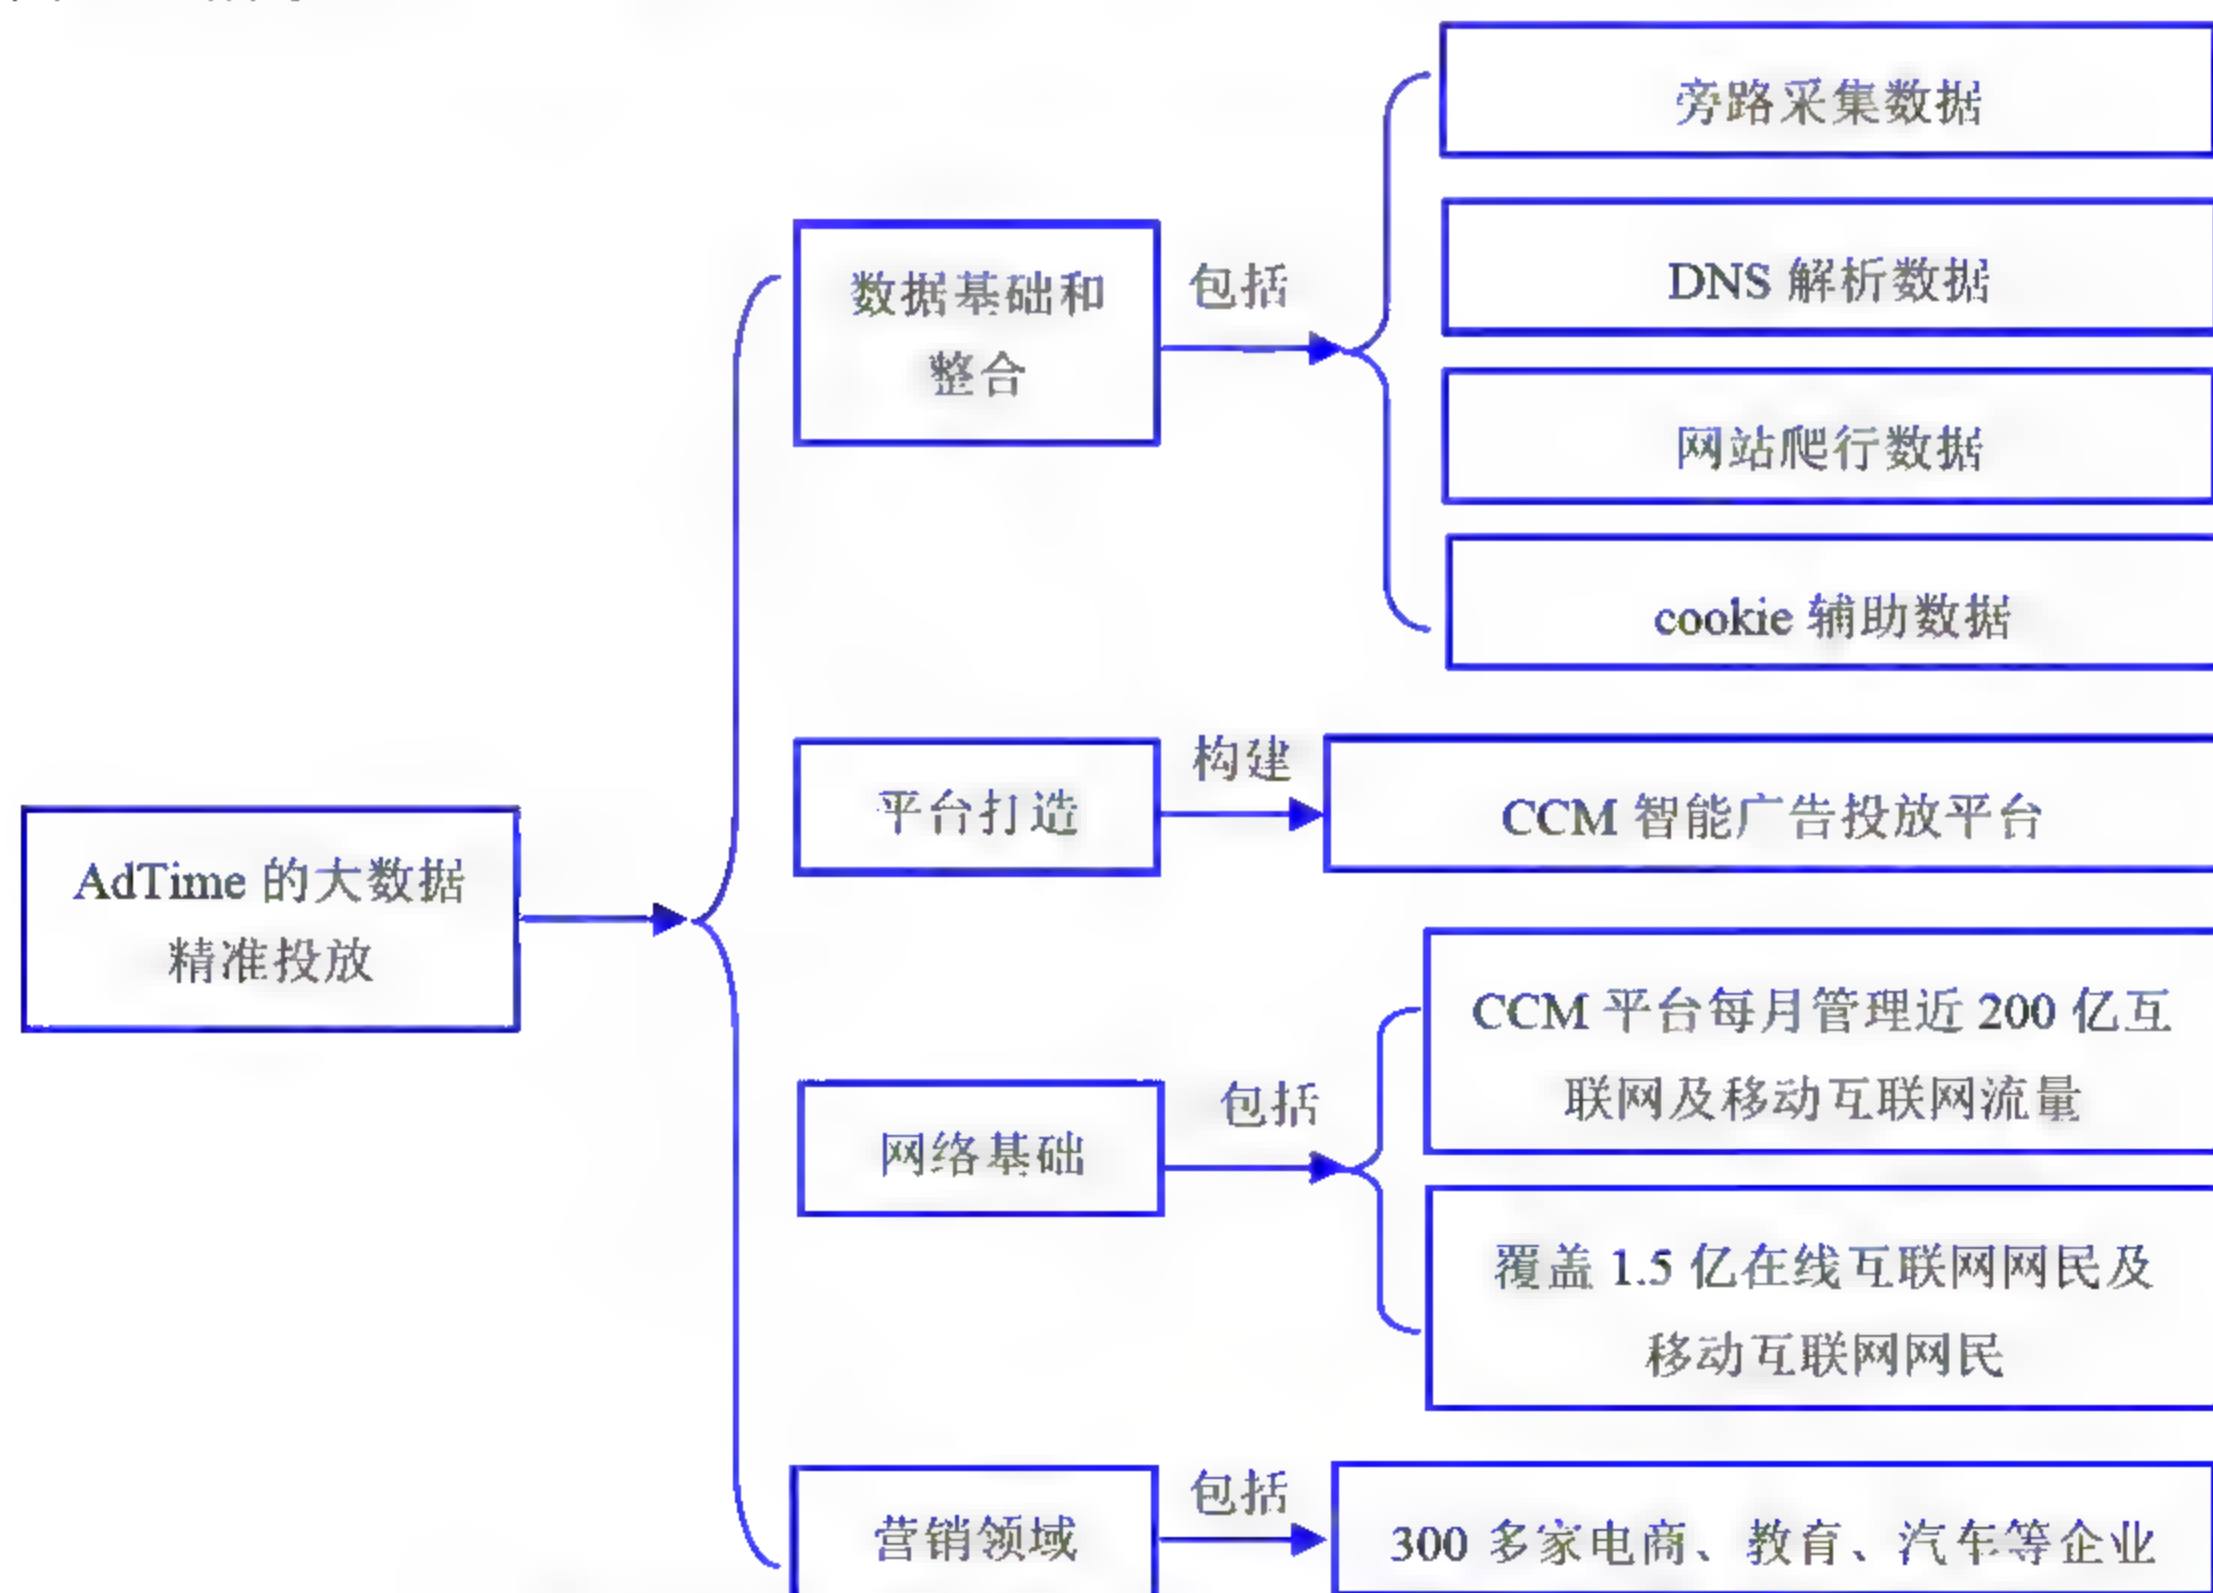 旁路采集数据
DNS 解析数据
数据基础和
整合
包括
网站爬行数据
cookie 辅助数据
平台打造
构建
CCM 智能广告投放平台
AdTime 的大数据
精准投放
CCM 平台每月管理近 200 亿互
联网及移动互联网流量
网络基础
包括
覆盖 1.5 亿在线互联网网民及
移动互联网网民
营销领域
包括
300 多家电商、教育、汽车等企业